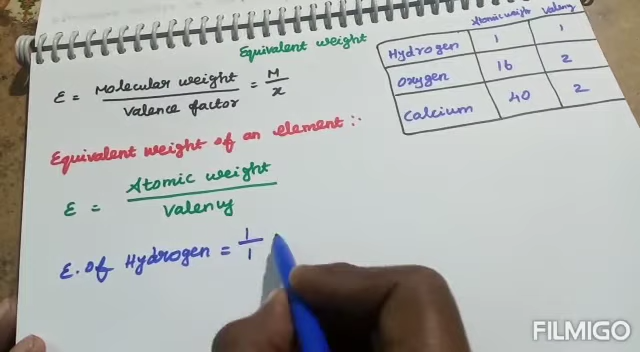 Equivalent weight
E = Molecular weight / Valence factor = M / x
Equivalent weight of an element :-
E = Atomic weight / Valency
E. of Hydrogen = 1 / 1
Atomic weigh Valency
Hydrogen 1 1
Oxygen 16 2
Calcium 40 2
FILMIGO